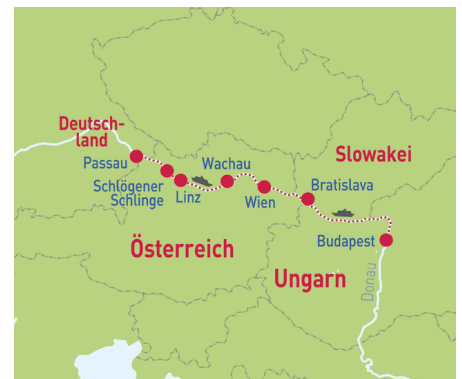 Deutsch-
land
Passau
Schlögener
Schlinge
Linz
Wachau
Wien
Slowakei
Bratislava
Budapest
Österreich
Ungarn
Donau